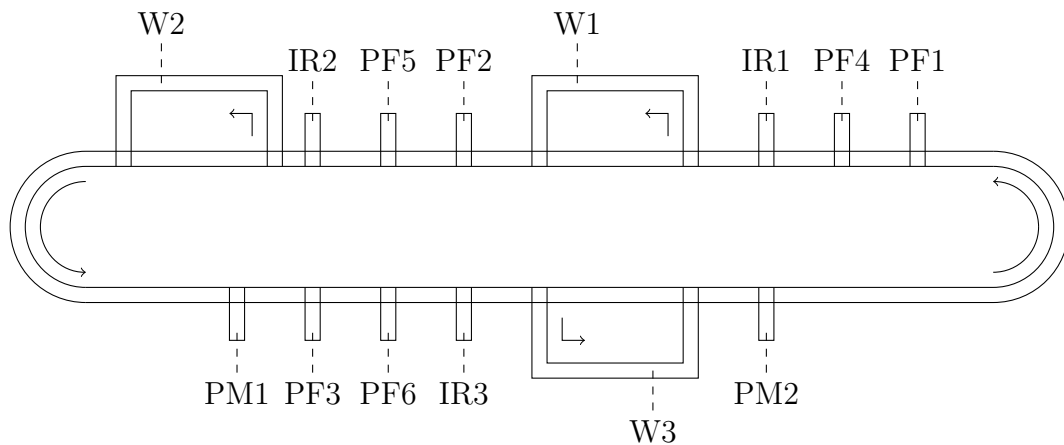 W2
W1
IR2 PF5 PF2
IR1 PF4 PF1
PM1 PF3 PF6 IR3
PM2
W3